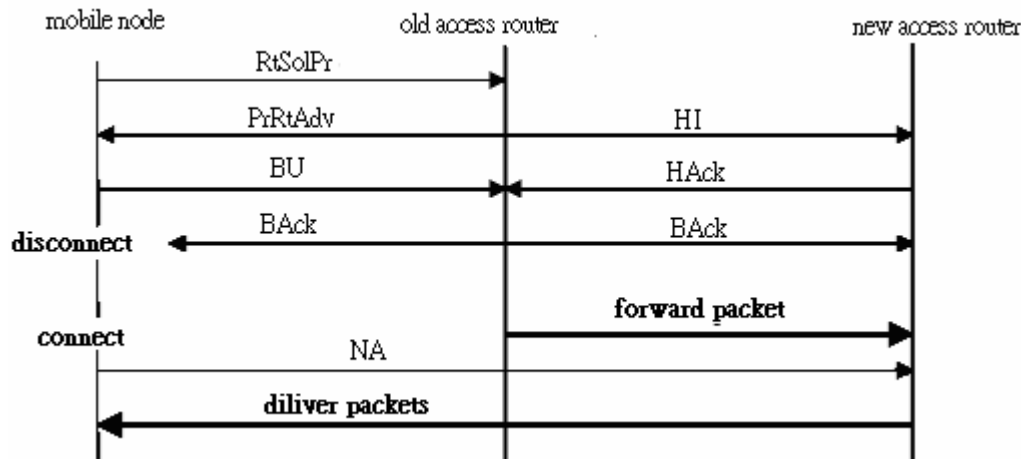 mobile node
old access router
new access router
RtSolPr
PrRtAdv
HI
BU
HAck
BAck
BAck
disconnect
forward packet
connect
NA
diliver packets